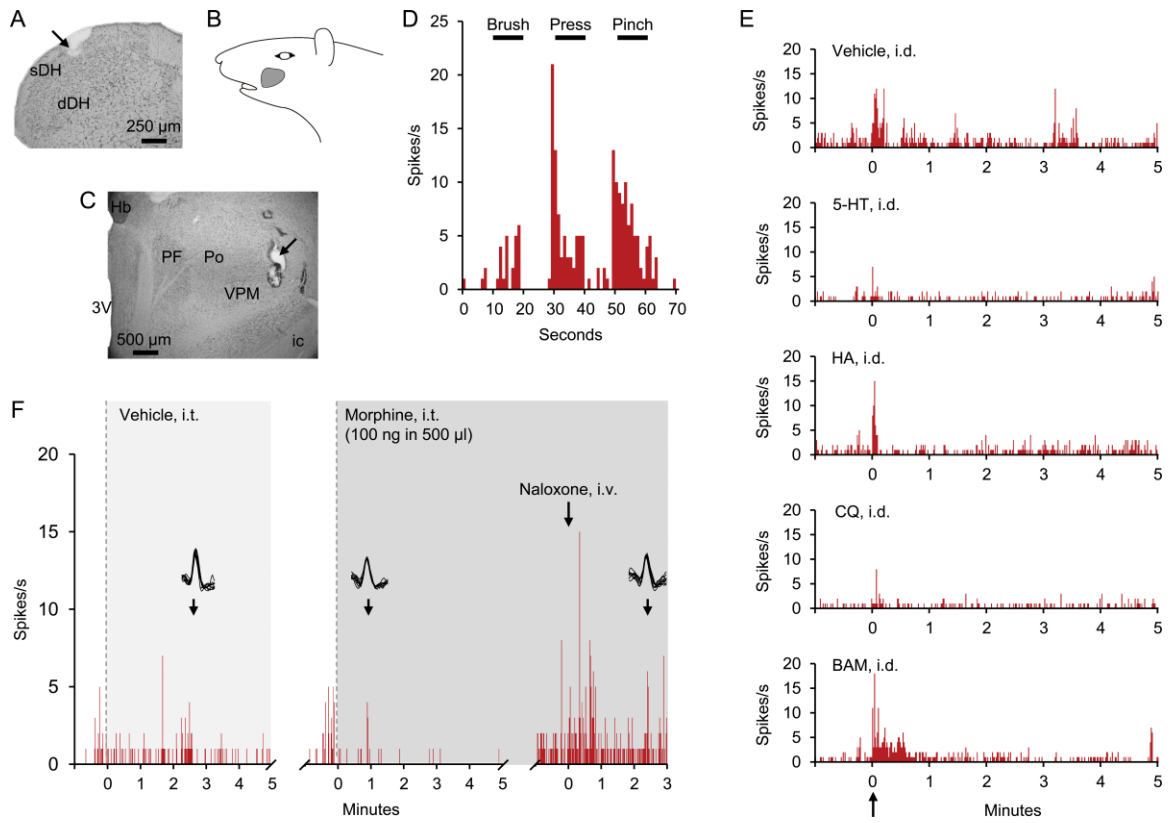 A
sDH
dDH
250 µm
B
C
Hb
PF
Po
VPM
3V
500 µm
ic
D
Brush
Press
Pinch
25
20
15
10
5
0
Spikes/s
0 10 20 30 40 50 60 70
Seconds
E
Vehicle, i.d.
20
15
10
5
0
Spikes/s
0 1 2 3 4 5
5-HT, i.d.
20
15
10
5
0
Spikes/s
0 1 2 3 4 5
HA, i.d.
20
15
10
5
0
Spikes/s
0 1 2 3 4 5
CQ, i.d.
20
15
10
5
0
Spikes/s
0 1 2 3 4 5
BAM, i.d.
20
15
10
5
0
Spikes/s
0 1 2 3 4 5
Minutes
F
Vehicle, i.t.
Morphine, i.t.
(100 ng in 500 µl)
Naloxone, i.v.
20
15
10
5
0
Spikes/s
0 1 2 3 5 0 1 2 3 5 0 1 2 3
Minutes